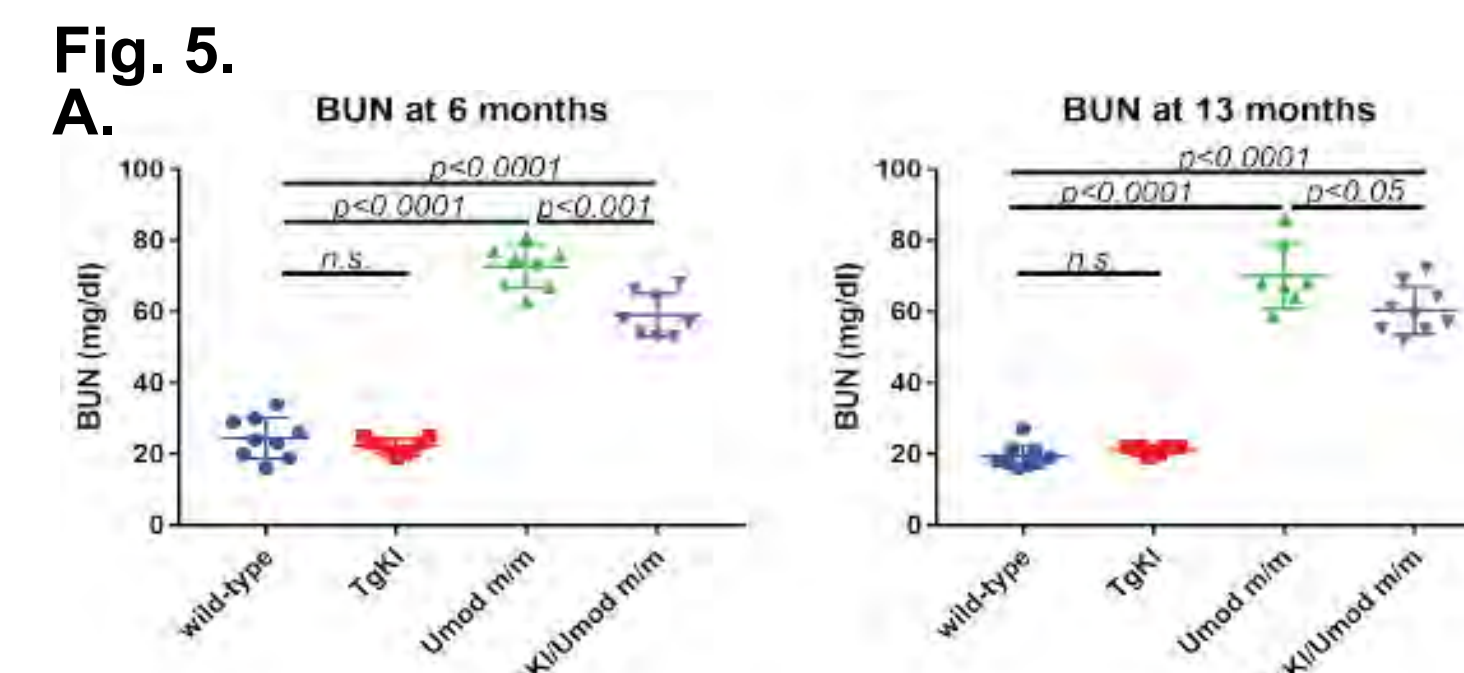 Fig. 5.
A.
BUN at 6 months
p<0.0001
p<0.0001 p<0.001
n.s.
100
80
60
40
20
0
BUN (mg/dl)
wild-type
TgKI
Umod m/m
KI/Umod m/m
BUN at 13 months
p<0.0001
p<0.0001 p<0.05
n.s
100
80
60
40
20
0
BUN (mg/dl)
wild-type
TgKI
Umod m/m
KI/Umod m/m